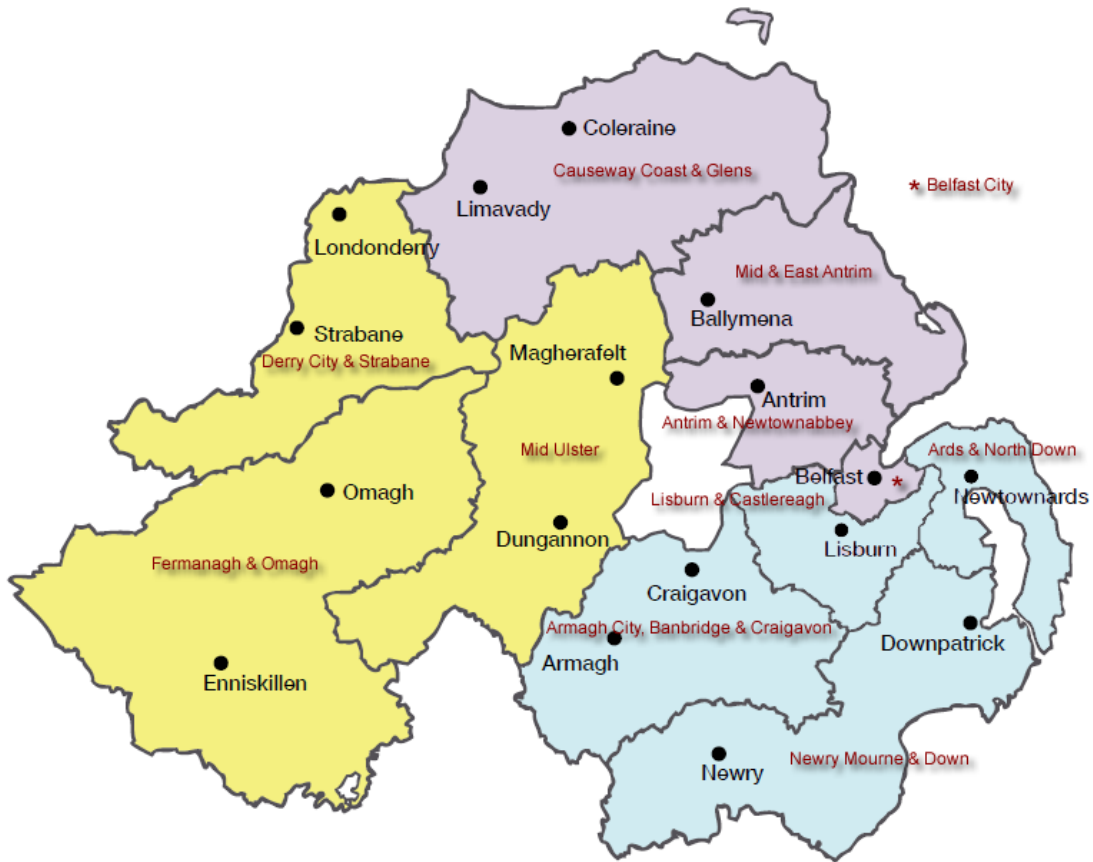 Coleraine
Causeway Coast & Glens
* Belfast City
Limavady
Londonderry
Mid & East Antrim
Ballymena
Strabane
Magherafelt
Derry City & Strabane
Antrim
Antrim & Newtownabbey
Mid Ulster
Ards & North Down
Belfast *
Omagh
Lisburn & Castlereagh
Newtownards
Dungannon
Lisburn
Fermanagh & Omagh
Craigavon
Armagh City, Banbridge & Craigavon
Downpatrick
Armagh
Enniskillen
Newry Mourne & Down
Newry